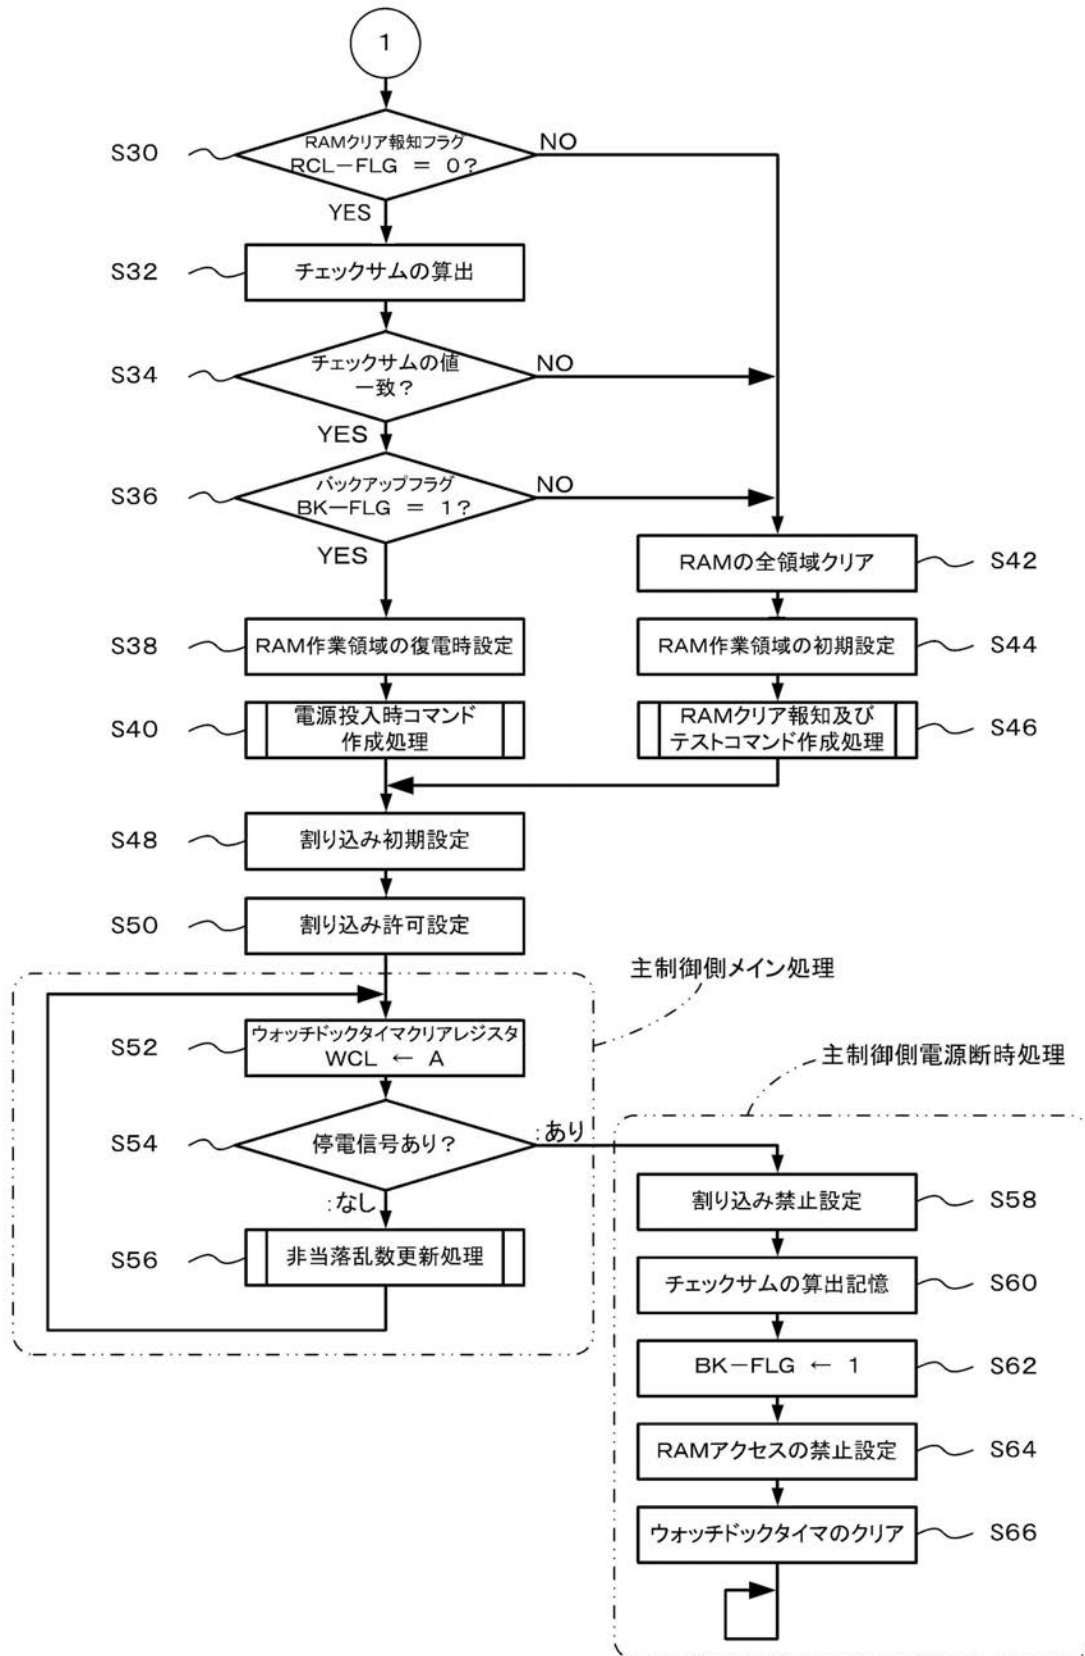 1
S30
RAMクリア報知フラグ
RCL-FLG = 0?
NO
YES
S32
チェックサムの算出
S34
チェックサムの値
一致?
NO
YES
S36
バックアップフラグ
BK-FLG = 1?
NO
YES
RAMの全領域クリア
S42
S38
RAM作業領域の復電時設定
RAM作業領域の初期設定
S44
S40
電源投入時コマンド
作成処理
RAMクリア報知及び
テストコマンド作成処理
S46
S48
割り込み初期設定
S50
割り込み許可設定
主制御側メイン処理
S52
ウォッチドックタイマクリアレジスタ
WCL ← A
主制御側電源断時処理
S54
停電信号あり?
:あり
:なし
S56
非当落乱数更新処理
割り込み禁止設定
S58
チェックサムの算出記憶
S60
BK-FLG ← 1
S62
RAMアクセスの禁止設定
S64
ウォッチドックタイマのクリア
S66